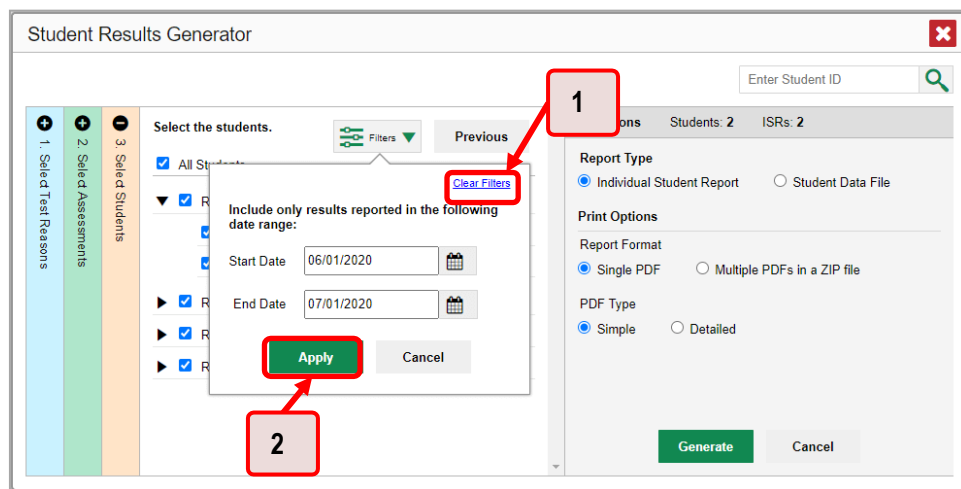 Student Results Generator
Enter Student ID
1
1. Select Test Reasons
2. Select Assessments
3. Select Students
Select the students.
Filters
Previous
All Students
Clear Filters
R
Include only results reported in the following
date range:
Start Date 06/01/2020
End Date 07/01/2020
R
R
R
Apply
Cancel
2
ons
Students: 2
ISRs: 2
Report Type
Individual Student Report
Student Data File
Print Options
Report Format
Single PDF
Multiple PDFs in a ZIP file
PDF Type
Simple
Detailed
Generate
Cancel